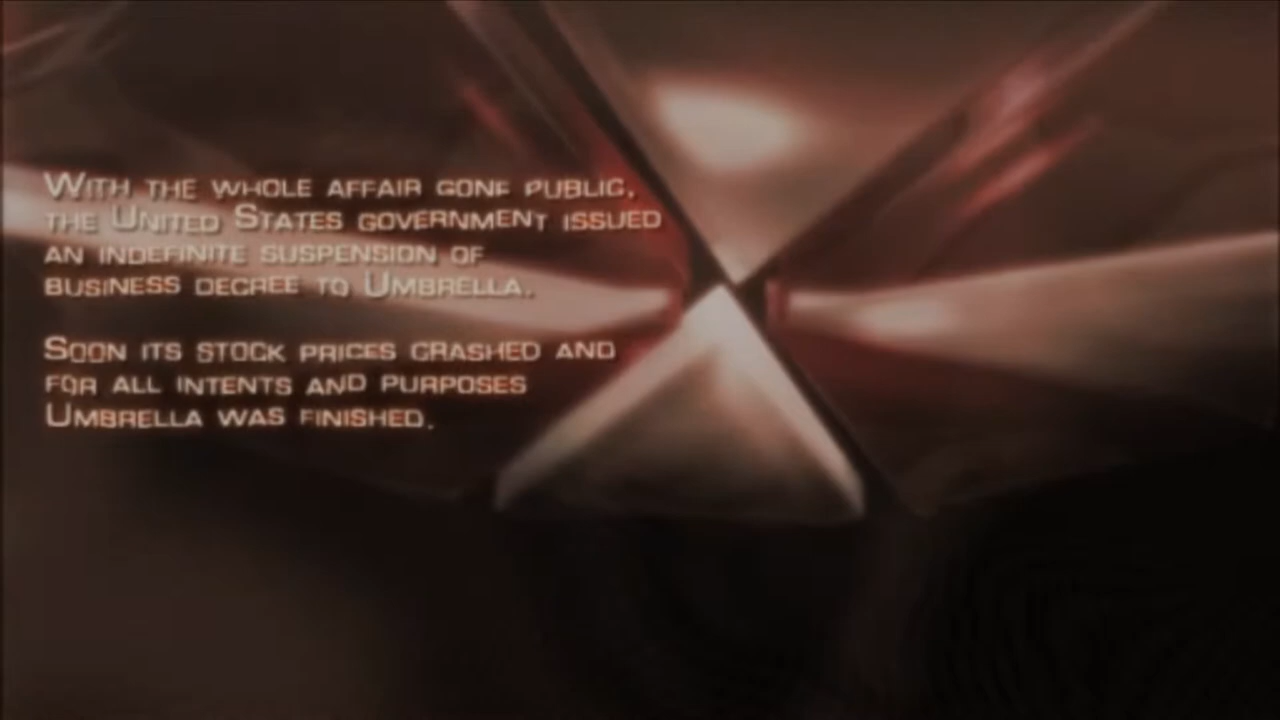 With the whole affair gone public,
the United States government issued
an indefinite suspension of
business decree to Umbrella.
Soon its stock prices crashed and
for all intents and purposes
Umbrella was finished.